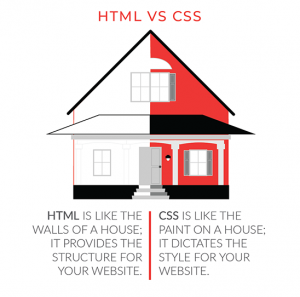 HTML VS CSS
HTML IS LIKE THE
WALLS OF A HOUSE;
IT PROVIDES THE
STRUCTURE FOR
YOUR WEBSITE.
CSS IS LIKE THE
PAINT ON A HOUSE;
IT DICTATES THE
STYLE FOR YOUR
WEBSITE.